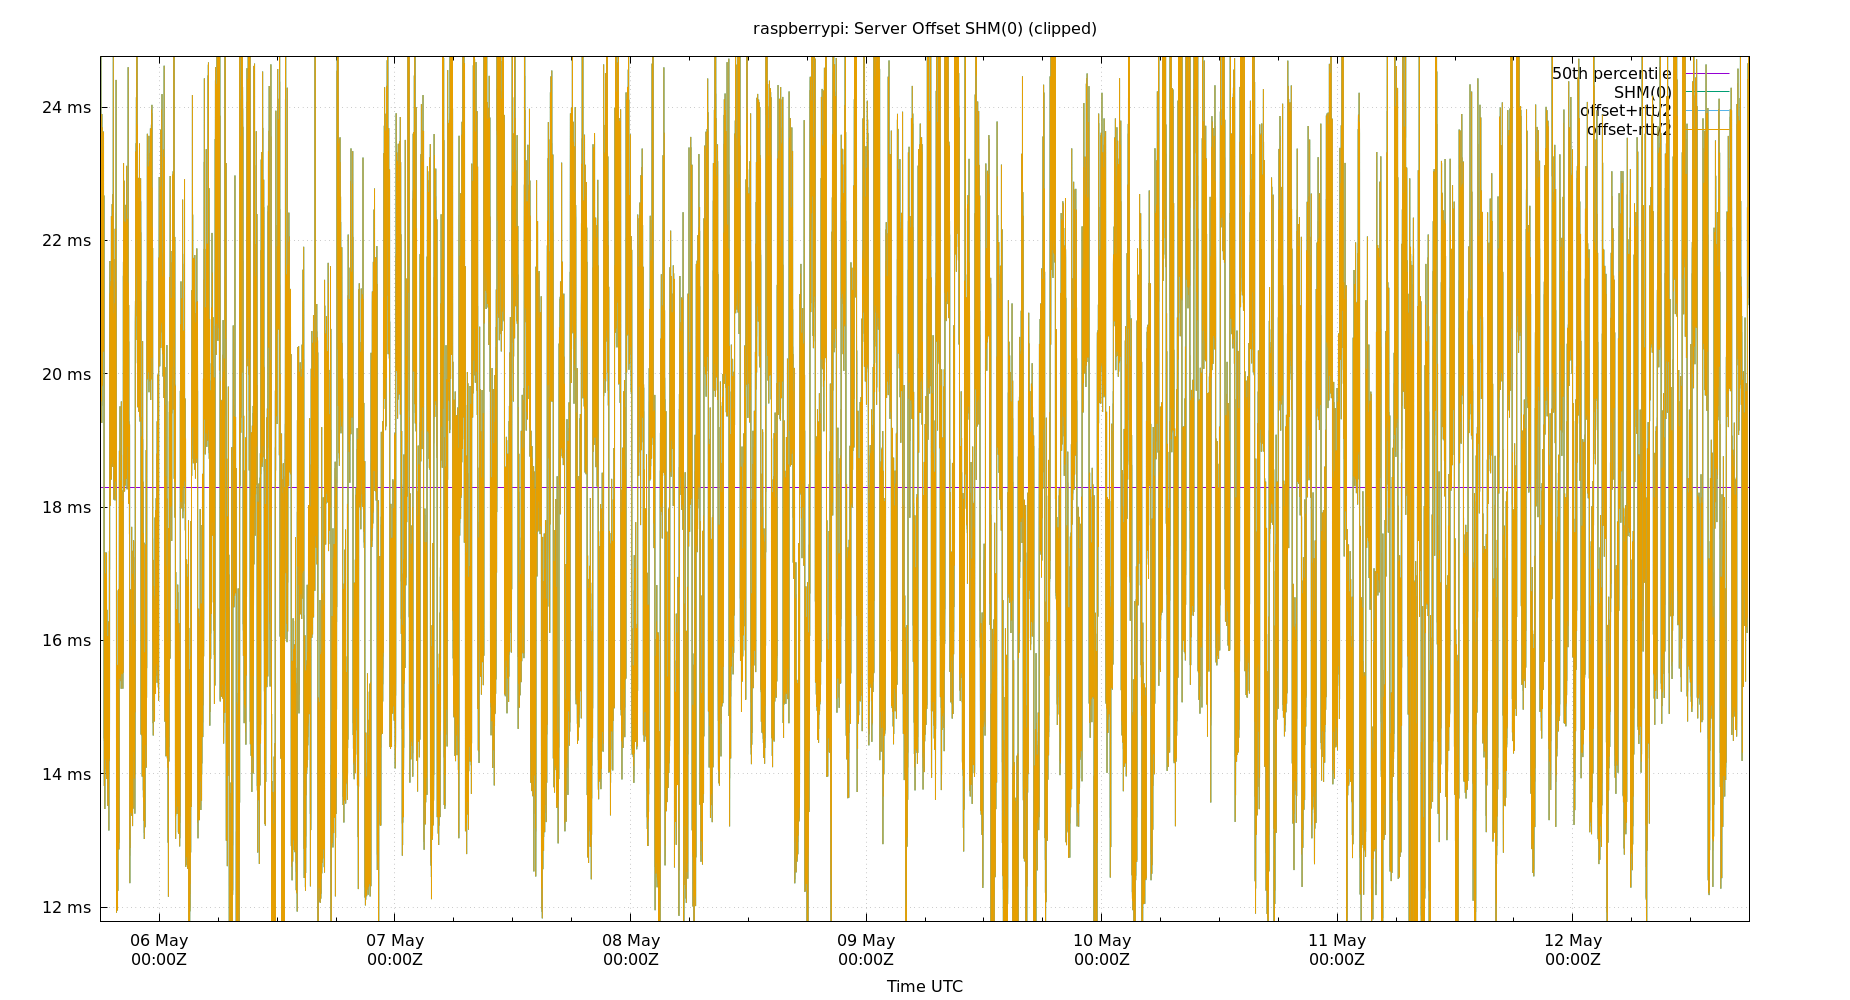 raspberrypi: Server Offset SHM(0) (clipped)
50th percentile
SHM(0)
offset+rtt/2
offset-rtt/2
24 ms
22 ms
20 ms
18 ms
16 ms
14 ms
12 ms
06 May 07 May 08 May 09 May 10 May 11 May 12 May
00:00Z 00:00Z 00:00Z 00:00Z 00:00Z 00:00Z 00:00Z
Time UTC